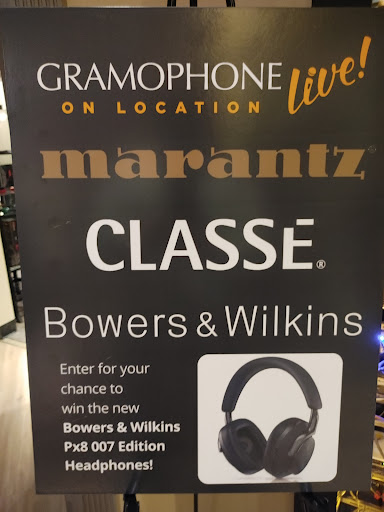 GRAMOPHONE live!
ON LOCATION
marantz®
CLASSÉ®
Bowers & Wilkins
Enter for your
chance to
win the new
Bowers & Wilkins
Px8 007 Edition
Headphones!